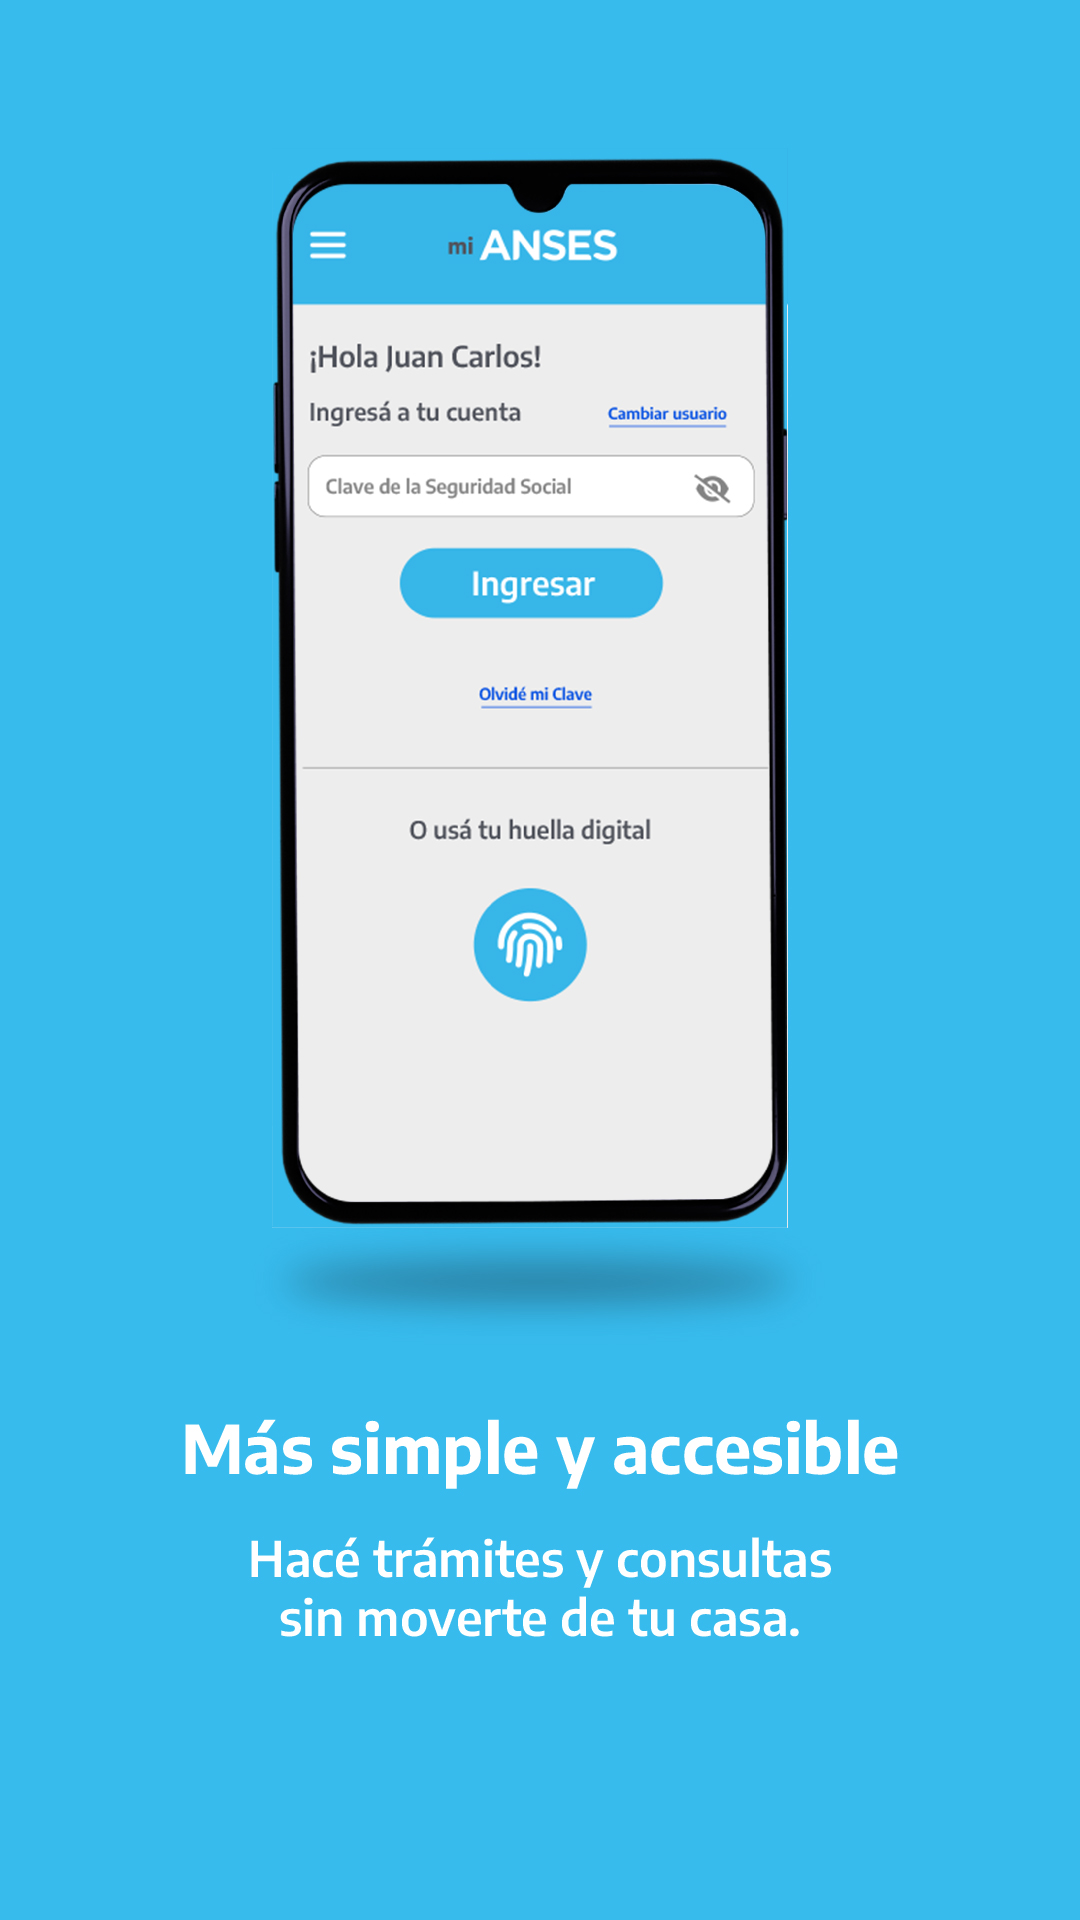 mi ANSES
¡Hola Juan Carlos!
Ingresá a tu cuenta
Cambiar usuario
Clave de la Seguridad Social
Ingresar
Olvidé mi Clave
O usá tu huella digital
Más simple y accesible
Hacé trámites y consultas
sin moverte de tu casa.